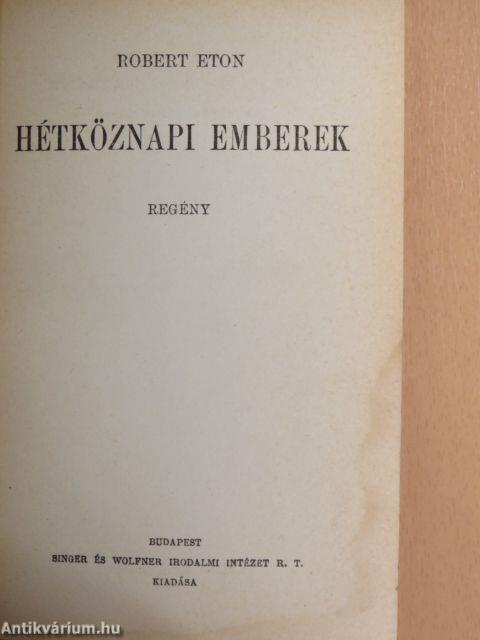 ROBERT ETON
HÉTKÖZNAPI EMBEREK
REGÉNY
BUDAPEST
SINGER ÉS WOLFNER IRODALMI INTÉZET R. T.
KIADÁSA
Antikvárium.hu